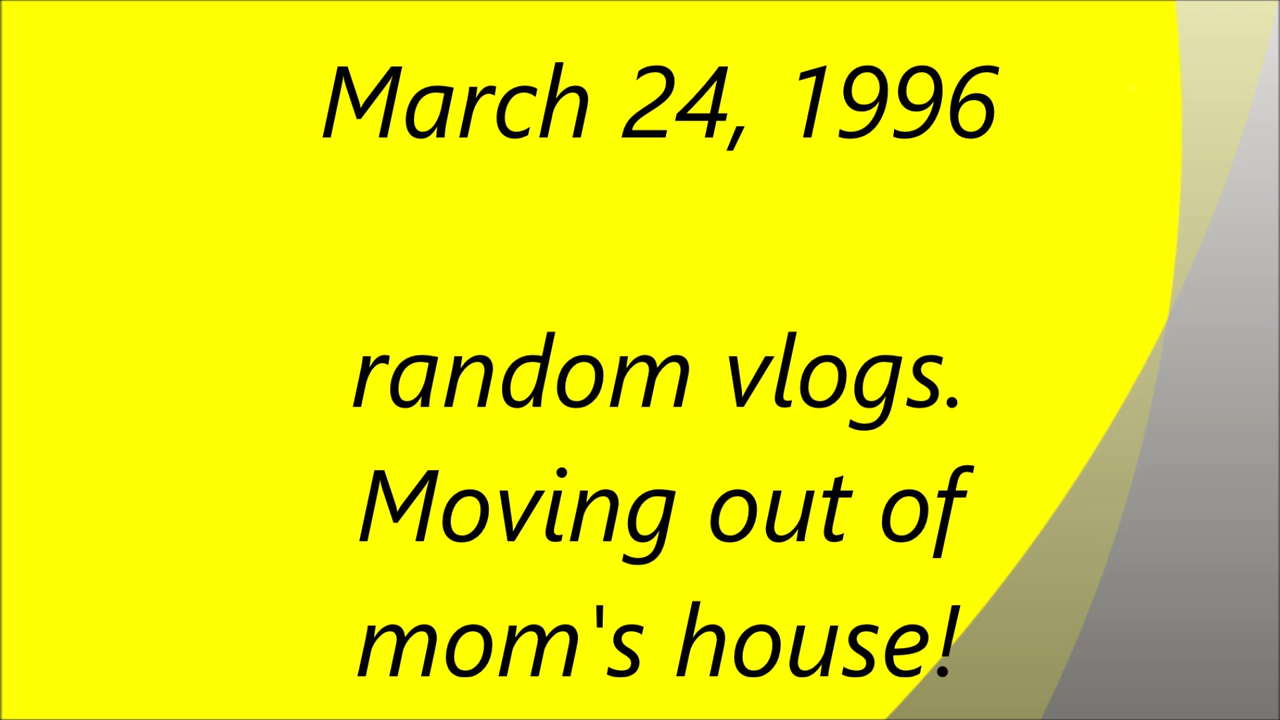 March 24, 1996
random vlogs.
Moving out of
mom's house!